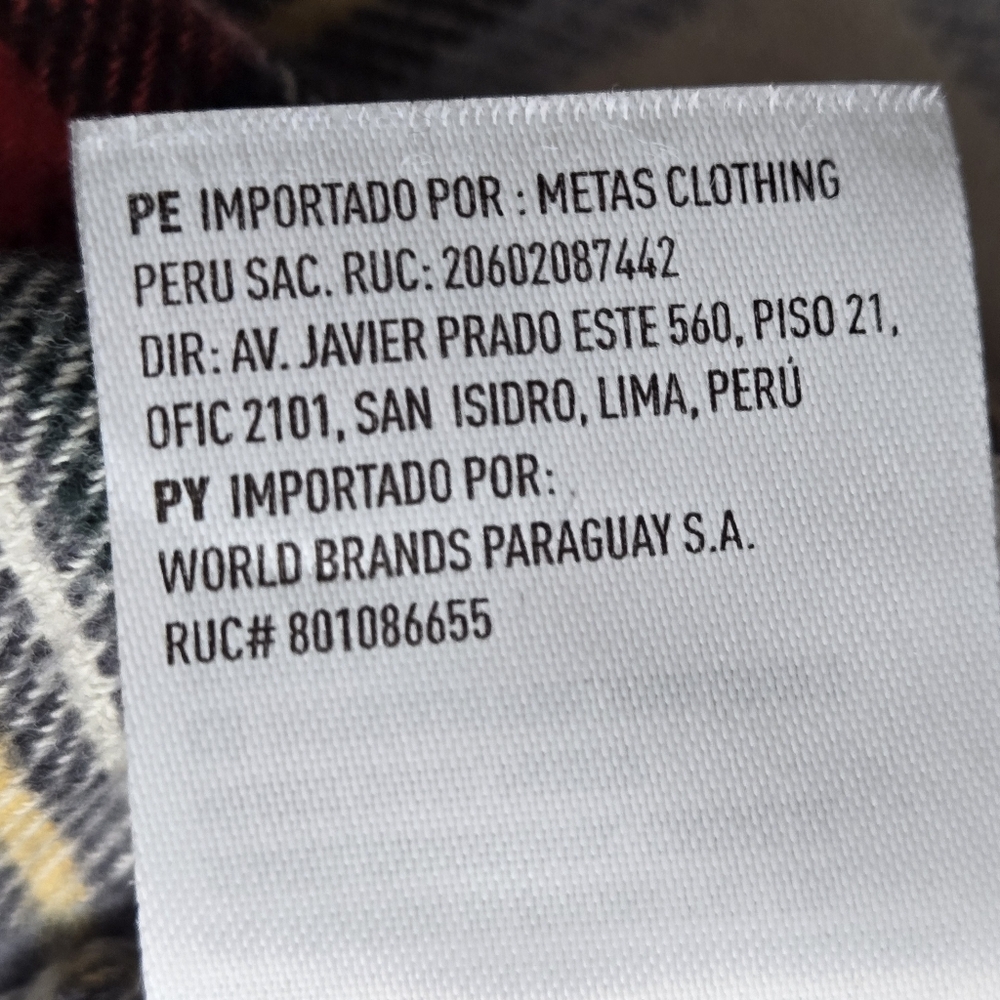 PE IMPORTADO POR : METAS CLOTHING
PERU SAC. RUC: 20602087442
DIR: AV. JAVIER PRADO ESTE 560, PISO 21,
OFIC 2101, SAN ISIDRO, LIMA, PERÚ
PY IMPORTADO POR:
WORLD BRANDS PARAGUAY S.A.
RUC# 801086655